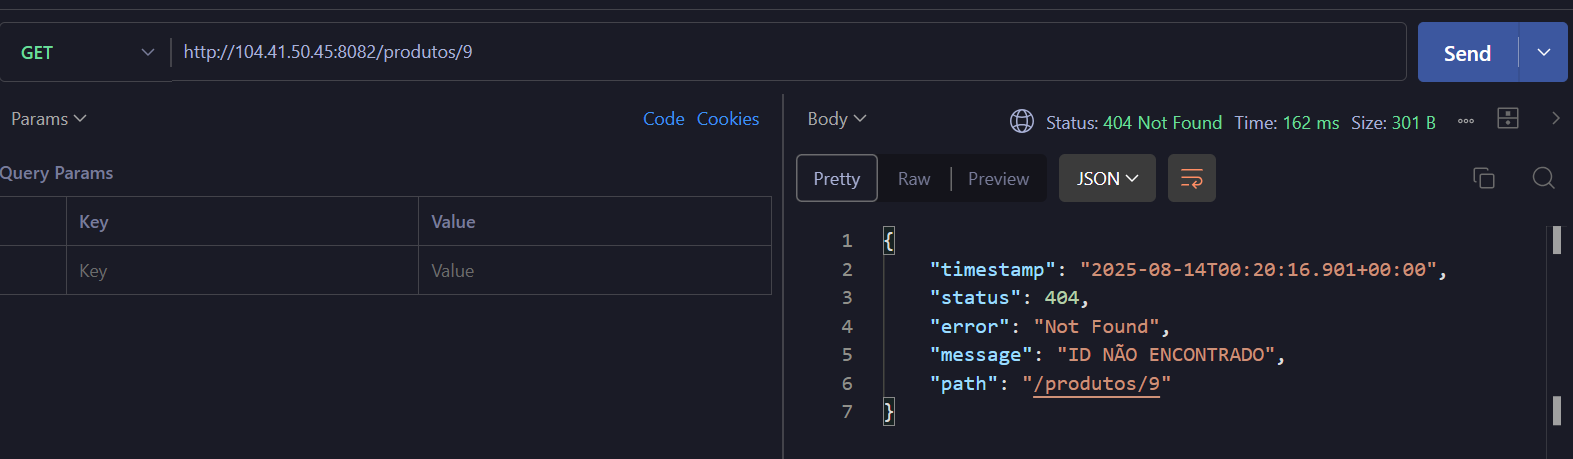 GET
http://104.41.50.45:8082/produtos/9
Send
Params
Code Cookies
Query Params
Key Value
Key Value
Body
Status: 404 Not Found Time: 162 ms Size: 301 B
Pretty Raw Preview JSON
1 {
2 "timestamp": "2025-08-14T00:20:16.901+00:00",
3 "status": 404,
4 "error": "Not Found",
5 "message": "ID NÃO ENCONTRADO",
6 "path": "/produtos/9"
7 }